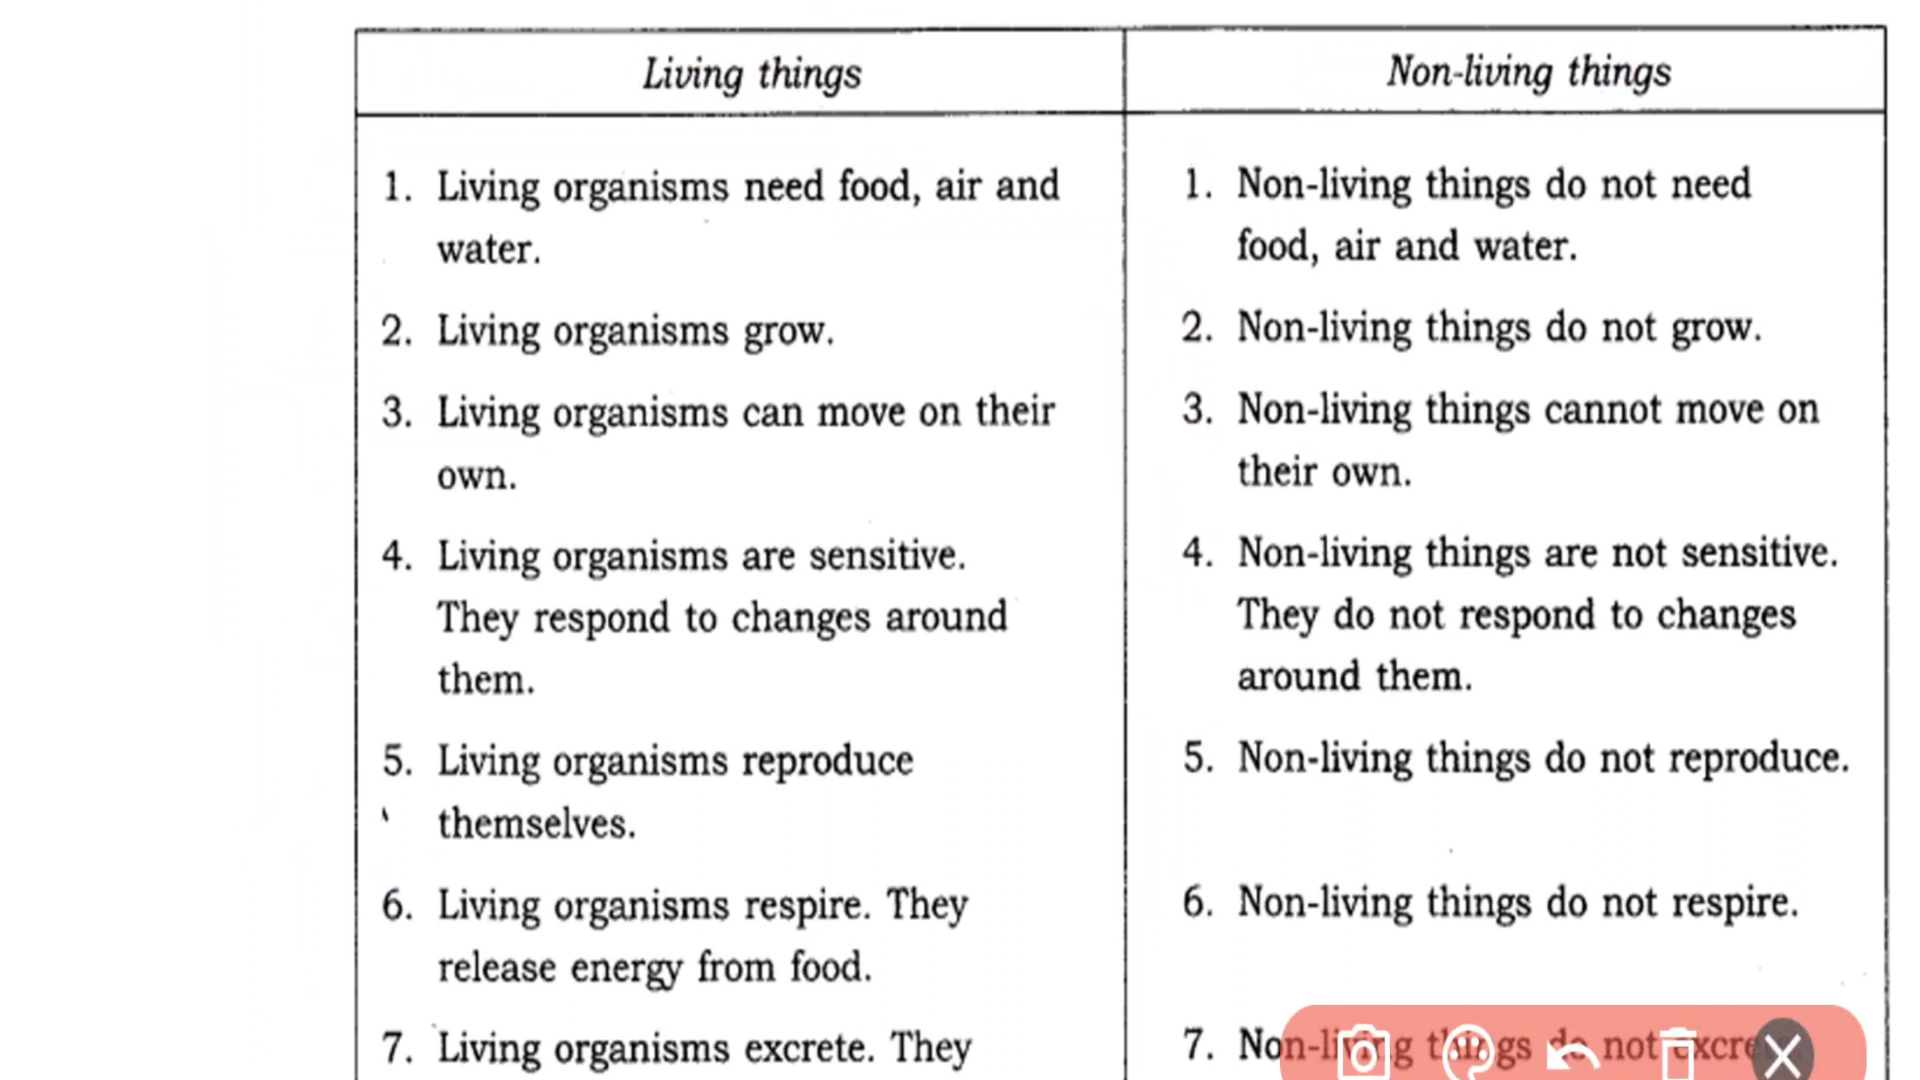 Living things
Non-living things
1. Living organisms need food, air and
water.
1. Non-living things do not need
food, air and water.
2. Living organisms grow.
2. Non-living things do not grow.
3. Living organisms can move on their
own.
3. Non-living things cannot move on
their own.
4. Living organisms are sensitive.
They respond to changes around
them.
4. Non-living things are not sensitive.
They do not respond to changes
around them.
5. Living organisms reproduce
themselves.
5. Non-living things do not reproduce.
6. Living organisms respire. They
release energy from food.
6. Non-living things do not respire.
7. Living organisms excrete. They
7. Non-living things do not